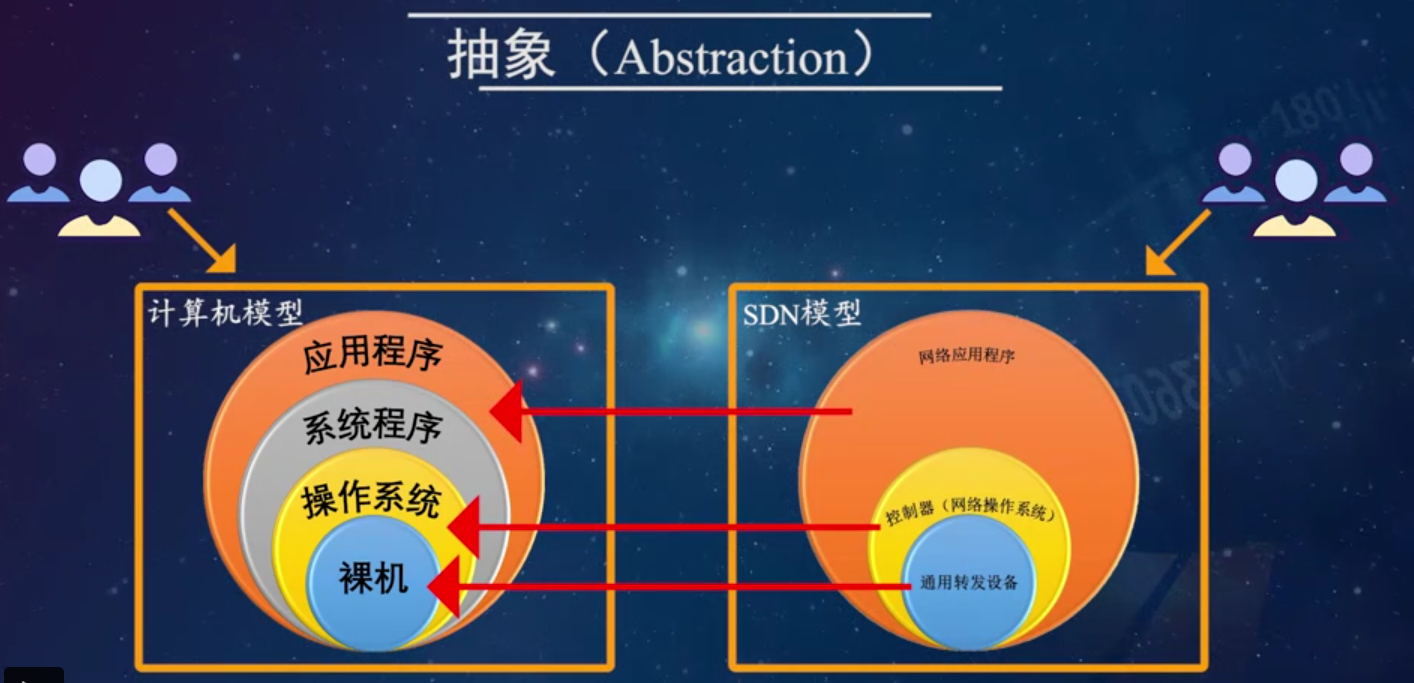 抽象（Abstraction）
计算机模型
应用程序
系统程序
操作系统
裸机
SDN模型
网络应用程序
控制器（网络操作系统）
通用转发设备
180
360